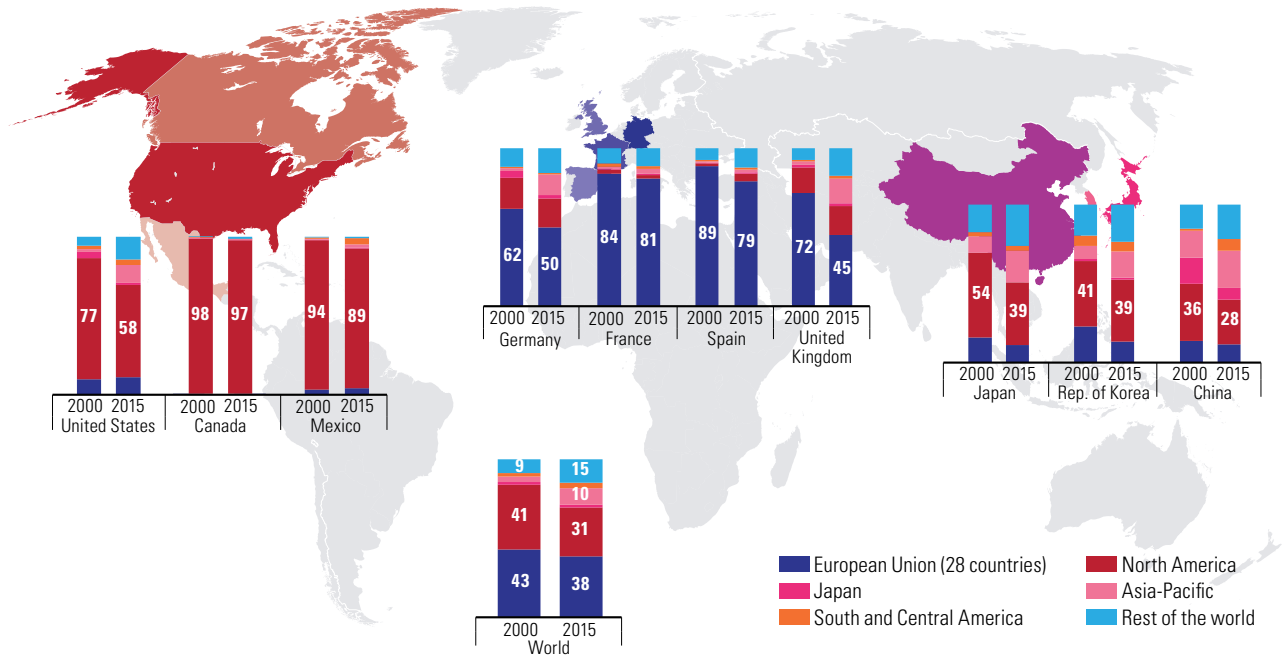 77
58
2000 2015
United States
98
97
2000 2015
Canada
94
89
2000 2015
Mexico
62
50
2000 2015
Germany
84
81
2000 2015
France
89
79
2000 2015
Spain
72
45
2000 2015
United
Kingdom
54
39
2000 2015
Japan
41
39
2000 2015
Rep. of Korea
36
28
2000 2015
China
9
15
10
41
31
43
38
2000 2015
World
European Union (28 countries)
North America
Japan
Asia-Pacific
South and Central America
Rest of the world